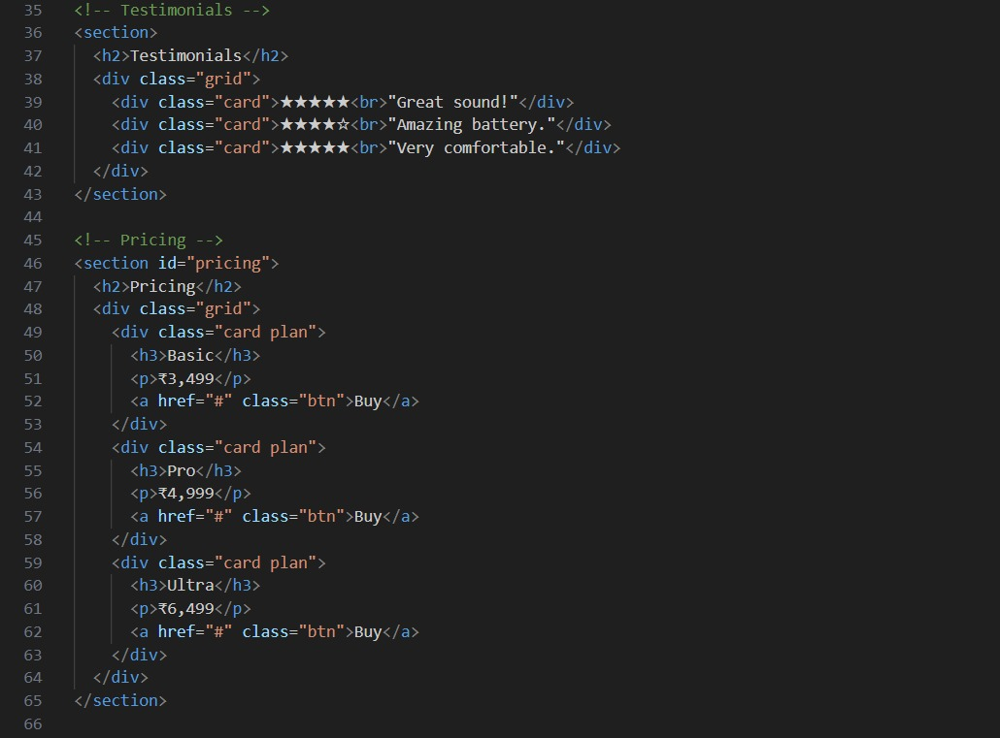 35 <!-- Testimonials -->
36 <section>
37   <h2>Testimonials</h2>
38   <div class="grid">
39     <div class="card">★★★★★<br>"Great sound!"</div>
40     <div class="card">★★★★☆<br>"Amazing battery."</div>
41     <div class="card">★★★★★<br>"Very comfortable."</div>
42   </div>
43 </section>
44
45 <!-- Pricing -->
46 <section id="pricing">
47   <h2>Pricing</h2>
48   <div class="grid">
49     <div class="card plan">
50       <h3>Basic</h3>
51       <p>₹3,499</p>
52       <a href="#" class="btn">Buy</a>
53     </div>
54     <div class="card plan">
55       <h3>Pro</h3>
56       <p>₹4,999</p>
57       <a href="#" class="btn">Buy</a>
58     </div>
59     <div class="card plan">
60       <h3>Ultra</h3>
61       <p>₹6,499</p>
62       <a href="#" class="btn">Buy</a>
63     </div>
64   </div>
65 </section>
66